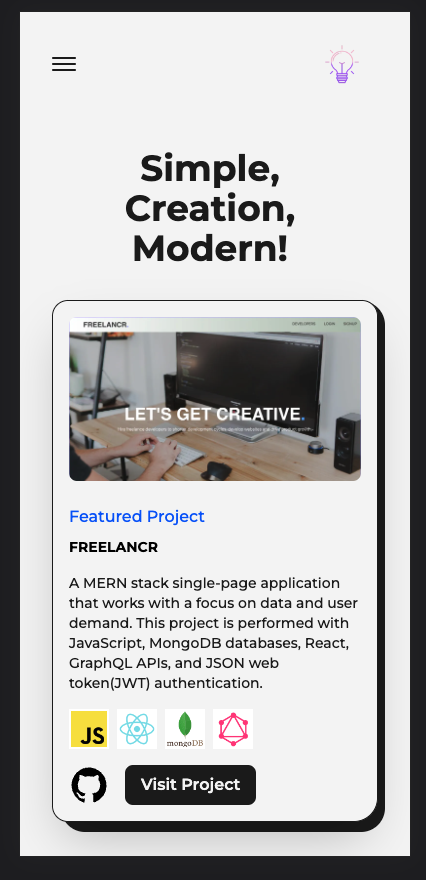 Simple,
Creation,
Modern!
FREELANCR.
DEVELOPERS LOGIN SIGNUP
LET'S GET CREATIVE.
Featured Project
FREELANCR
A MERN stack single-page application
that works with a focus on data and user
demand. This project is performed with
JavaScript, MongoDB databases, React,
GraphQL APIs, and JSON web
token(JWT) authentication.
JS
mongoDB
Visit Project